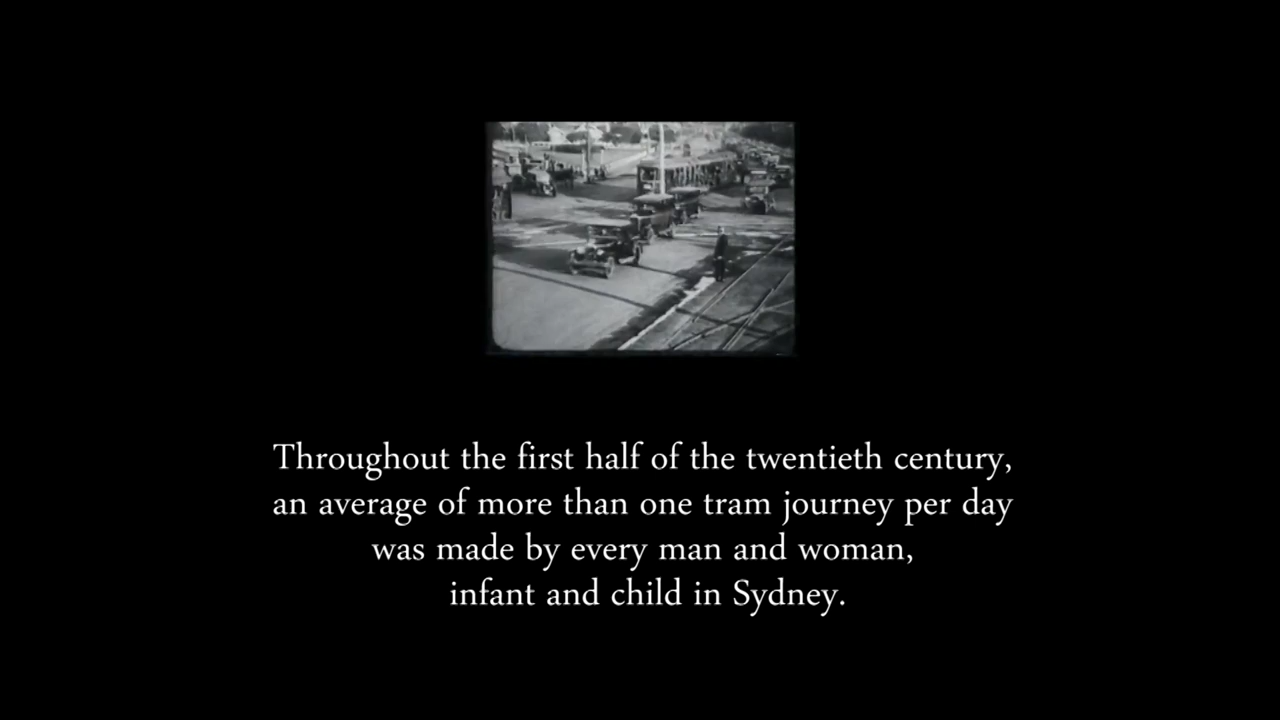 Throughout the first half of the twentieth century,
an average of more than one tram journey per day
was made by every man and woman,
infant and child in Sydney.